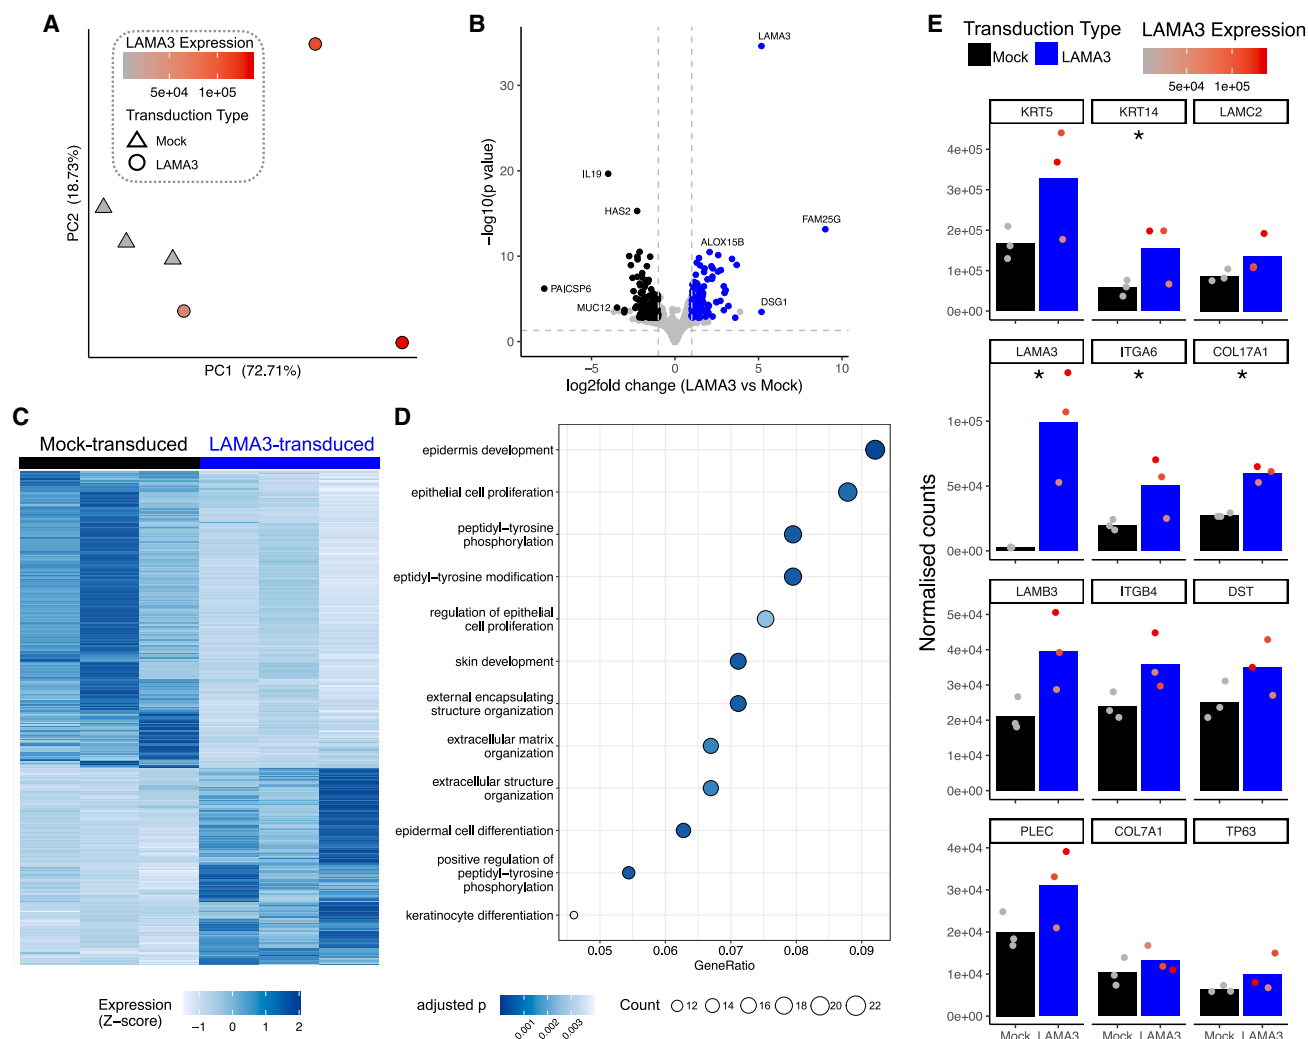 A
LAMA3 Expression
5e+04 1e+05
Transduction Type
Mock
LAMA3
PC2 (18.73%)
PC1 (72.71%)
B
LAMA3
IL19
HAS2
FAM25G
ALOX15B
PAICSP6
MUC12
DSG1
30
20
10
0
−log10(p value)
−5 0 5 10
log2fold change (LAMA3 vs Mock)
C
Mock-transduced LAMA3-transduced
Expression
(Z−score)
−1 0 1 2
D
epidermis development
epithelial cell proliferation
peptidyl−tyrosine
phosphorylation
eptidyl−tyrosine modification
regulation of epithelial
cell proliferation
skin development
external encapsulating
structure organization
extracellular matrix
organization
extracellular structure
organization
epidermal cell differentiation
positive regulation of
peptidyl−tyrosine
phosphorylation
keratinocyte differentiation
0.05 0.06 0.07 0.08 0.09
GeneRatio
adjusted p
0.001 0.002 0.003
Count 12 14 16 18 20 22
E
Transduction Type
Mock LAMA3
LAMA3 Expression
5e+04 1e+05
Normalised counts
KRT5 KRT14 LAMC2
*
4e+05
3e+05
2e+05
1e+05
0e+00
LAMA3 ITGA6 COL17A1
* * *
1e+05
5e+04
0e+00
LAMB3 ITGB4 DST
5e+04
4e+04
3e+04
2e+04
1e+04
0e+00
PLEC COL7A1 TP63
4e+04
3e+04
2e+04
1e+04
0e+00
Mock LAMA3 Mock LAMA3 Mock LAMA3